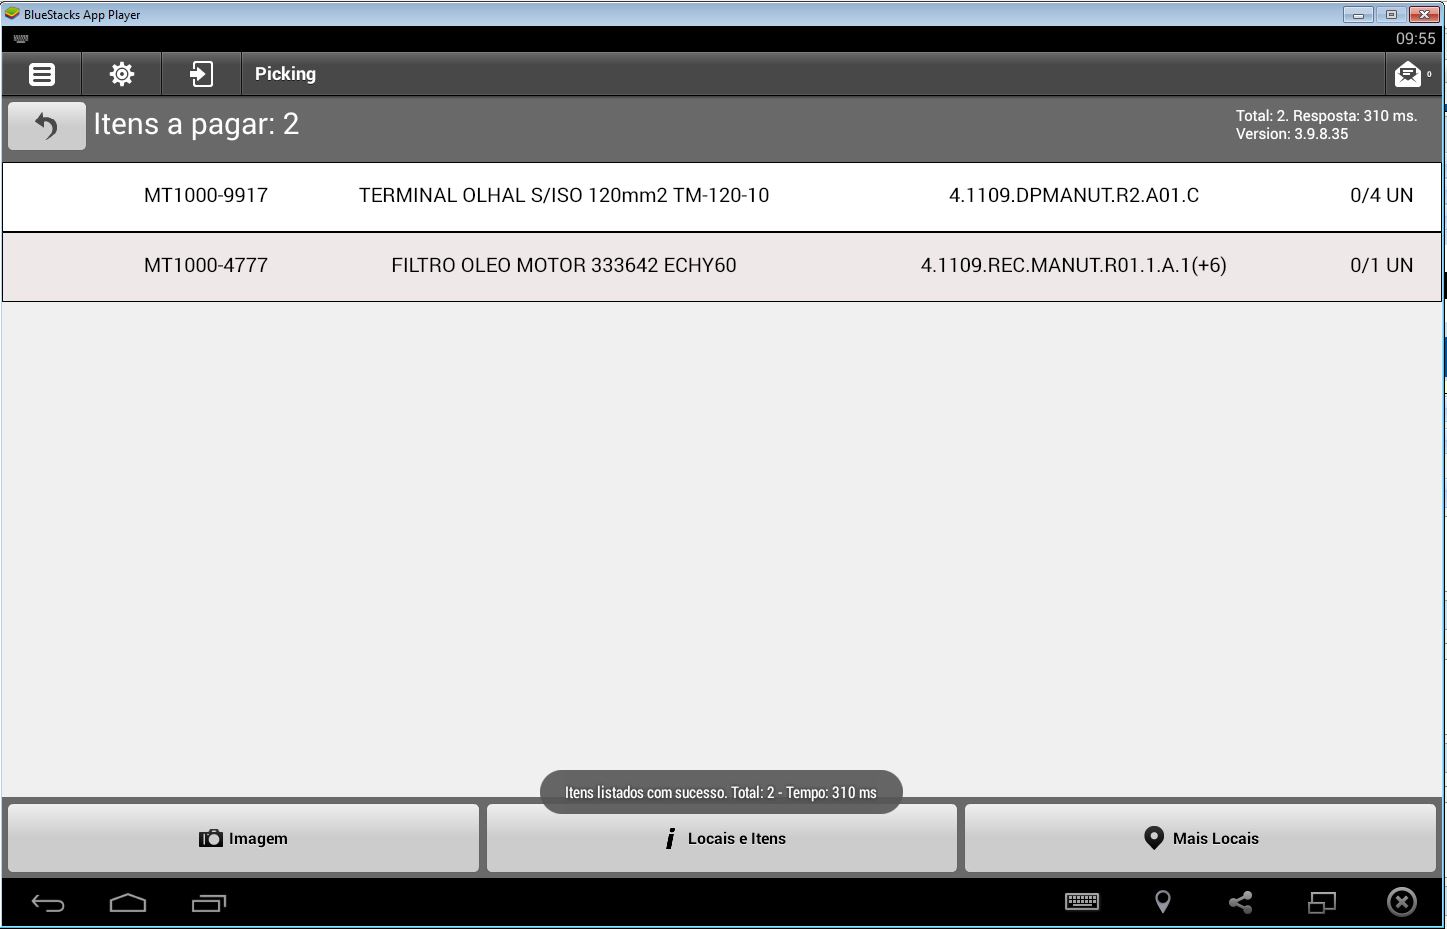 BlueStacks App Player
09:55
Picking
0
Itens a pagar: 2
Total: 2. Resposta: 310 ms.
Version: 3.9.8.35
MT1000-9917 TERMINAL OLHAL S/ISO 120mm2 TM-120-10 4.1109.DPMANUT.R2.A01.C 0/4 UN
MT1000-4777 FILTRO OLEO MOTOR 333642 ECHY60 4.1109.REC.MANUT.R01.1.A.1(+6) 0/1 UN
Itens listados com sucesso. Total: 2 - Tempo: 310 ms
Imagem
Locais e Itens
Mais Locais